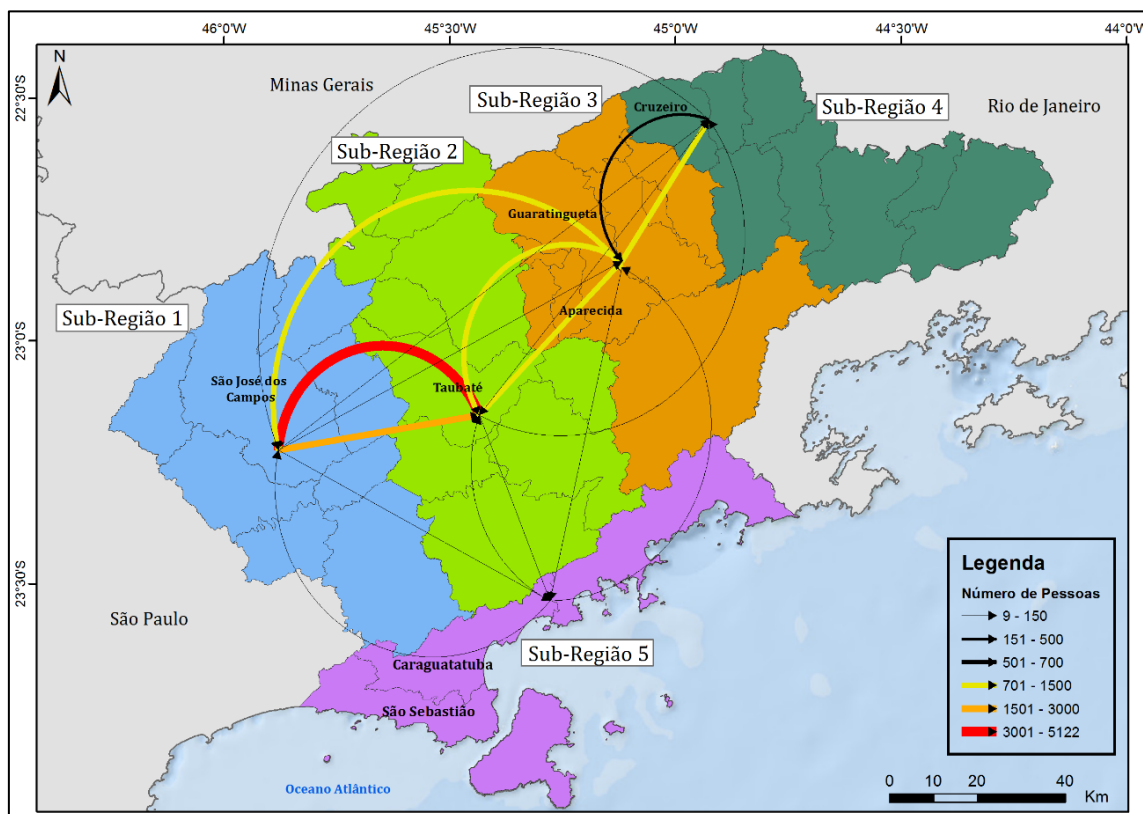 46°0'W
45°30'W
45°0'W
44°30'W
44°0'W
N
Minas Gerais
Sub-Região 3
Cruzeiro
Sub-Região 4
Rio de Janeiro
22°30'S
Sub-Região 2
Guaratingueta
Sub-Região 1
Aparecida
23°0'S
São José dos
Campos
Taubaté
23°30'S
São Paulo
Sub-Região 5
Caraguatatuba
São Sebastião
Oceano Atlântico
Legenda
Número de Pessoas
9 - 150
151 - 500
501 - 700
701 - 1500
1501 - 3000
3001 - 5122
0 10 20 40
Km